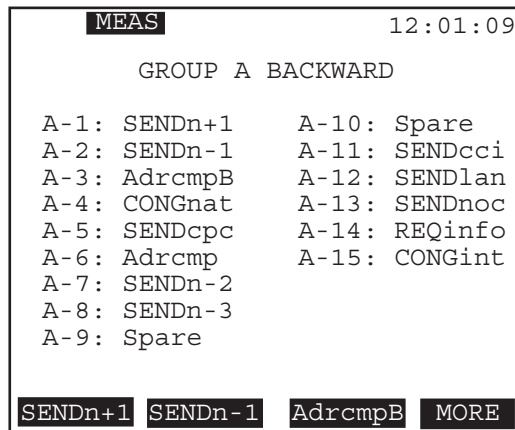 MEAS 12:01:09
GROUP A BACKWARD
A-1: SENDn+1 A-10: Spare
A-2: SENDn-1 A-11: SENDcci
A-3: AdrcmpB A-12: SENDlan
A-4: CONGnat A-13: SENDnoc
A-5: SENDcpc A-14: REQinfo
A-6: Adrcmp A-15: CONGint
A-7: SENDn-2
A-8: SENDn-3
A-9: Spare
SENDn+1 SENDn-1 AdrcmpB MORE